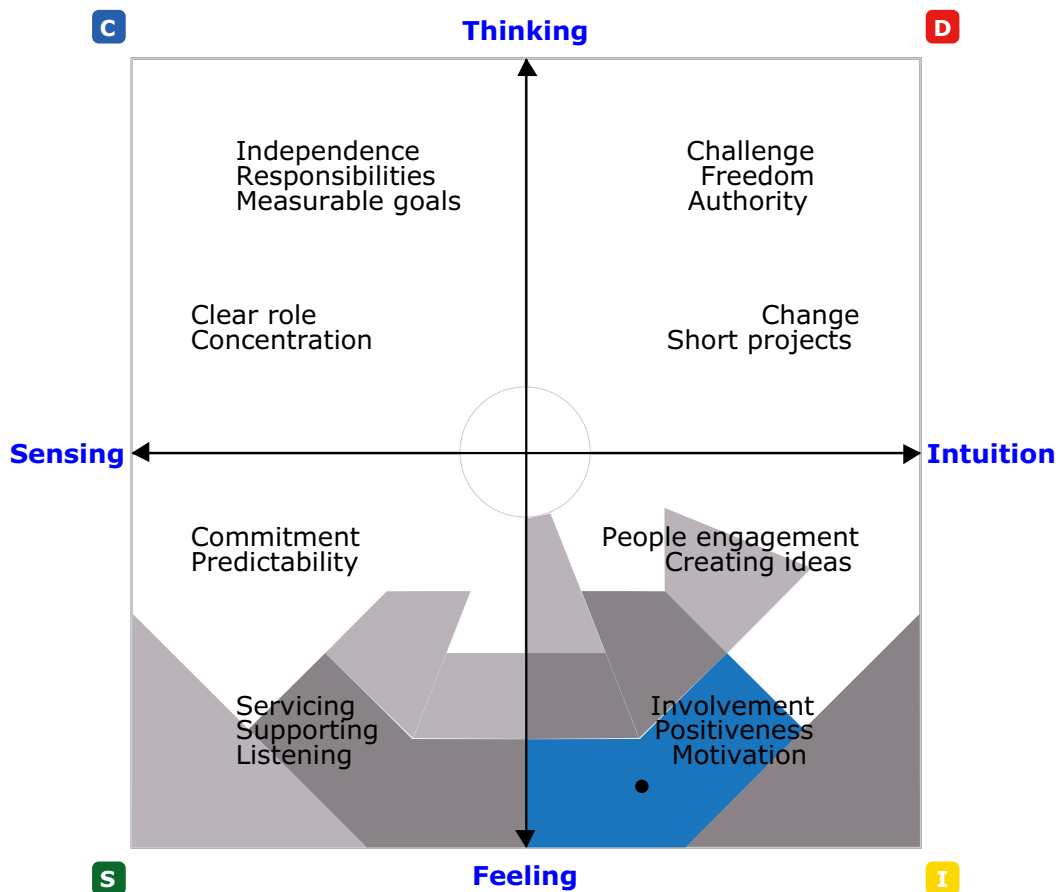 C
Thinking
D
Independence
Responsibilities
Measurable goals
Challenge
Freedom
Authority
Clear role
Concentration
Change
Short projects
Sensing
Intuition
Commitment
Predictability
People engagement
Creating ideas
Servicing
Supporting
Listening
Involvement
Positiveness
Motivation
S
Feeling
I